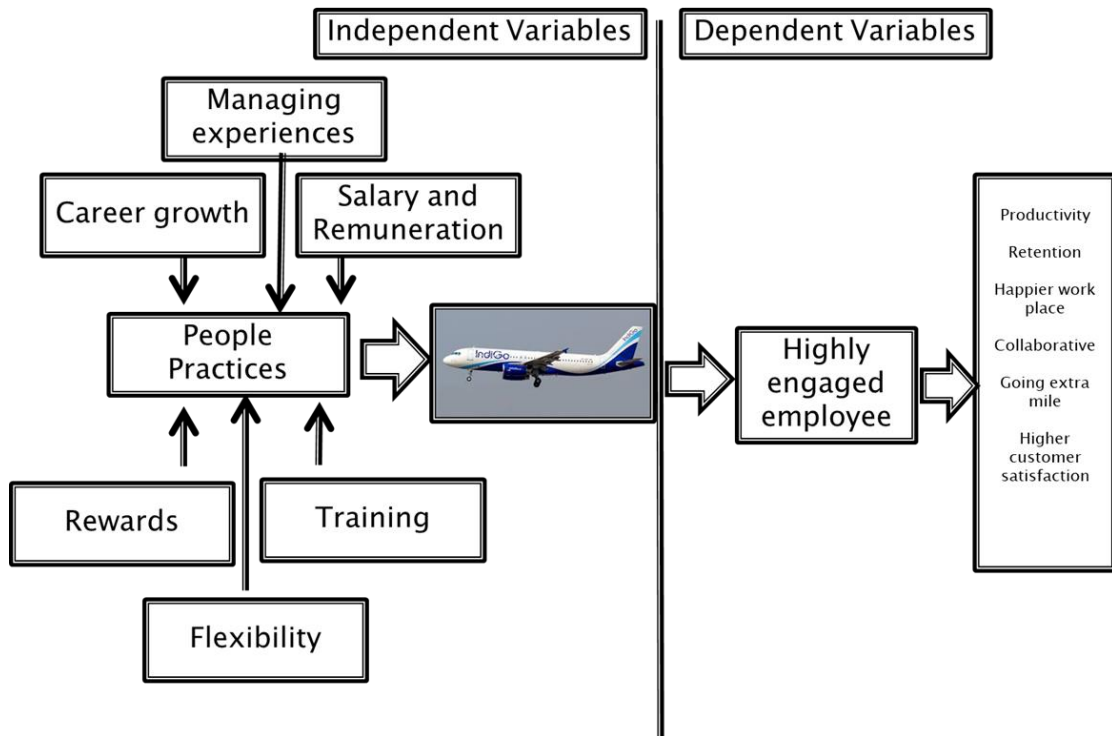 Independent Variables
Dependent Variables
Managing
experiences
Career growth
Salary and
Remuneration
People
Practices
IndiGo
IndiGo
Highly
engaged
employee
Productivity
Retention
Happier work
place
Collaborative
Going extra
mile
Higher
customer
satisfaction
Rewards
Training
Flexibility